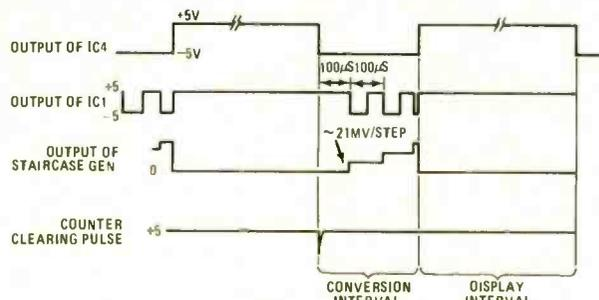 +5V
OUTPUT OF IC4
-5V
100µS 100µS
+5
OUTPUT OF IC1
-5
~21MV/STEP
OUTPUT OF
STAIRCASE GEN
0
COUNTER
CLEARING PULSE
+5
CONVERSION
INTERVAL
DISPLAY
INTERVAL